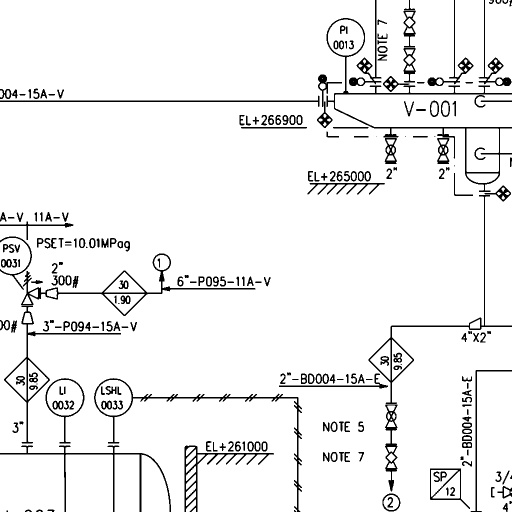 NOTE 7
PI
0013
004-15A-V
V-001
EL+266900
2"
2"
EL+265000
A-V
11A-V
PSV
0031
PSET=10.01MPag
2"
300#
30
1.90
1
6"-P095-11A-V
00#
3"-P094-15A-V
4"X2"
30
9.85
2"-BD004-15A-E
30
9.85
LI
0032
LSHL
0033
3"
NOTE 5
EL+261000
NOTE 7
2"-BD004-15A-E
SP
12
3/4
4"
2